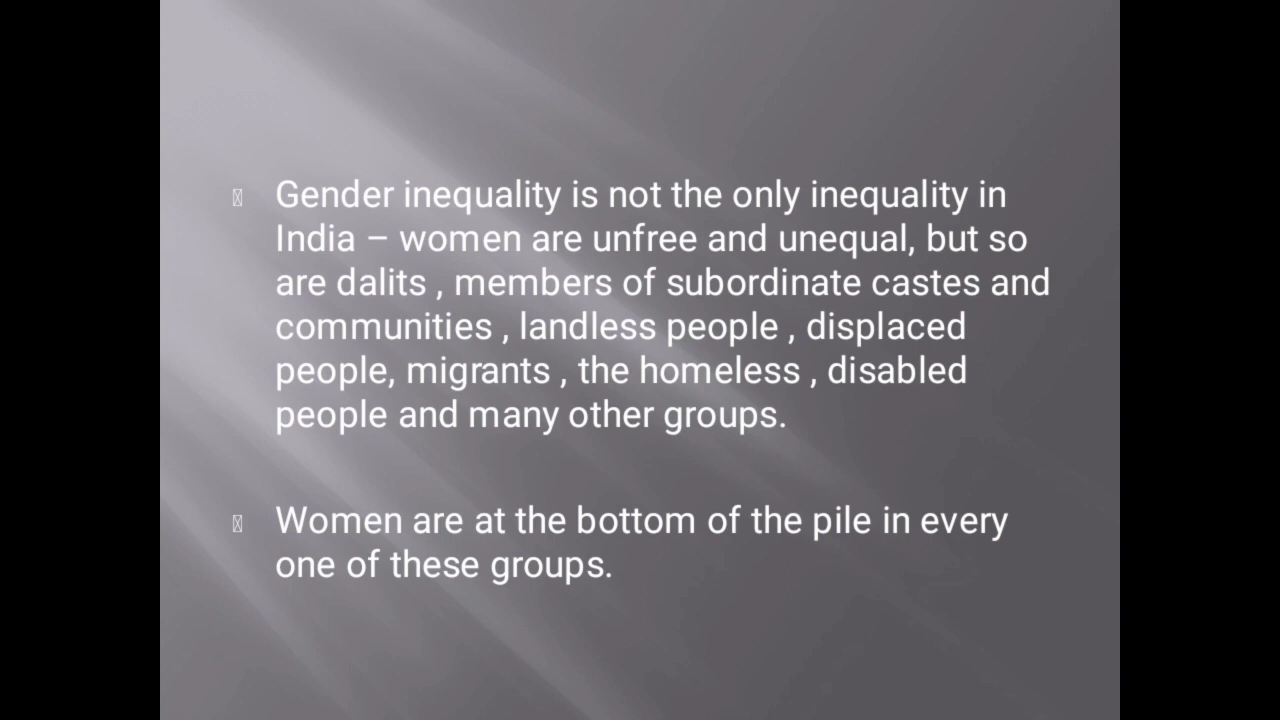 Gender inequality is not the only inequality in
India – women are unfree and unequal, but so
are dalits , members of subordinate castes and
communities , landless people , displaced
people, migrants , the homeless , disabled
people and many other groups.
Women are at the bottom of the pile in every
one of these groups.